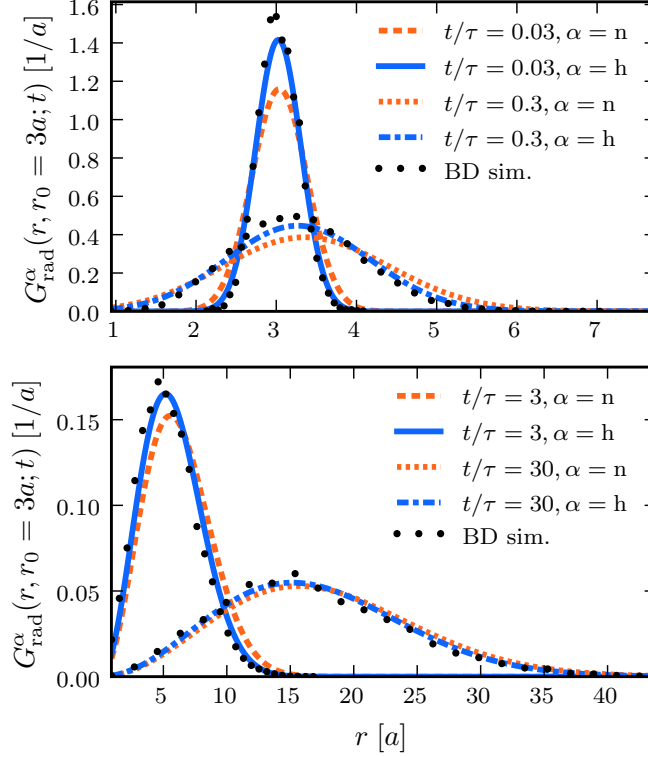 G^α_rad(r, r₀ = 3a; t) [1/a]
1.6
1.4
1.2
1.0
0.8
0.6
0.4
0.2
0.0
t/τ = 0.03, α = n
t/τ = 0.03, α = h
t/τ = 0.3, α = n
t/τ = 0.3, α = h
BD sim.
1 2 3 4 5 6 7
G^α_rad(r, r₀ = 3a; t) [1/a]
0.15
0.10
0.05
0.00
t/τ = 3, α = n
t/τ = 3, α = h
t/τ = 30, α = n
t/τ = 30, α = h
BD sim.
5 10 15 20 25 30 35 40
r [a]